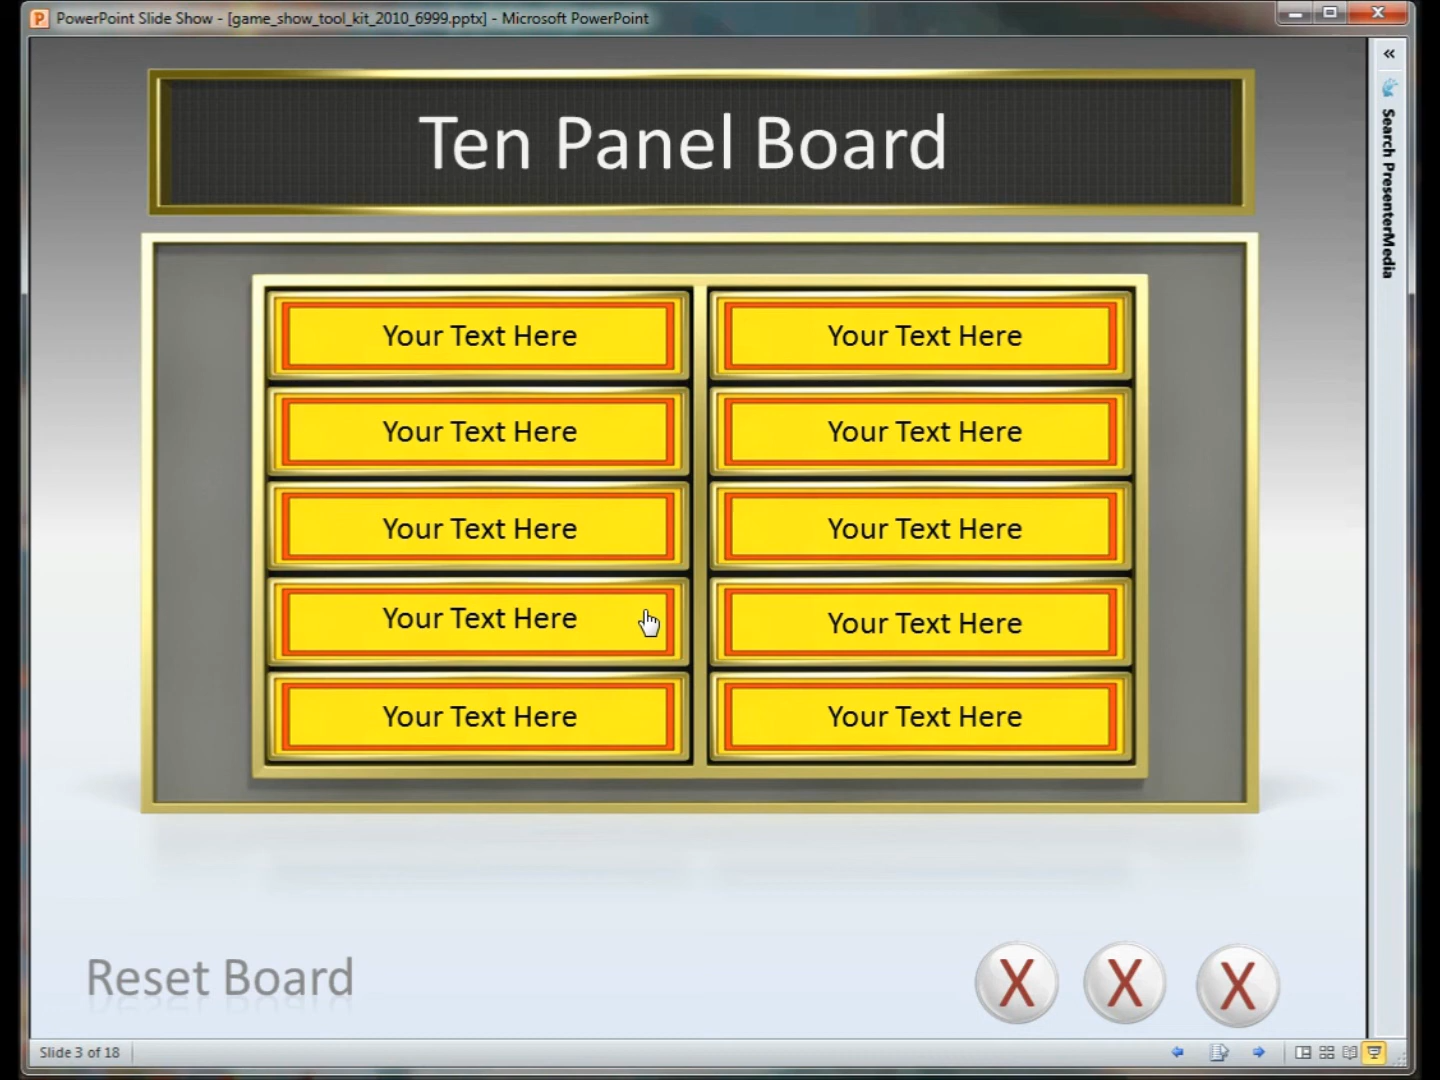 PowerPoint Slide Show - [game_show_tool_kit_2010_6999.pptx] - Microsoft PowerPoint
Ten Panel Board
Your Text Here
Your Text Here
Your Text Here
Your Text Here
Your Text Here
Your Text Here
Your Text Here
Your Text Here
Your Text Here
Your Text Here
Reset Board
X X X
Search PresenterMedia
Slide 3 of 18